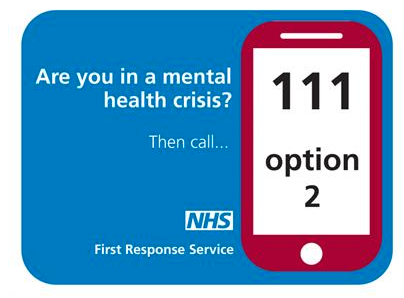 Are you in a mental
health crisis?
Then call...
NHS
First Response Service
111
option
2